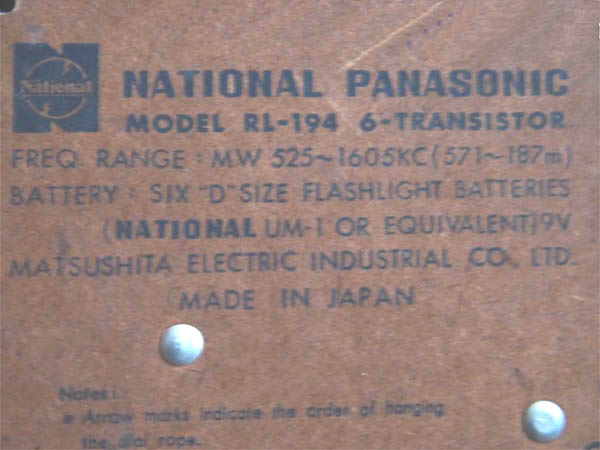 National
NATIONAL PANASONIC
MODEL RL-194 6-TRANSISTOR
FREQ. RANGE : MW 525~1605KC (571~187m)
BATTERY : SIX "D" SIZE FLASHLIGHT BATTERIES
(NATIONAL UM-1 OR EQUIVALENT) 9V
MATSUSHITA ELECTRIC INDUSTRIAL CO., LTD.
MADE IN JAPAN
Notes:
Arrow marks indicate the order of hanging
the dial rope.